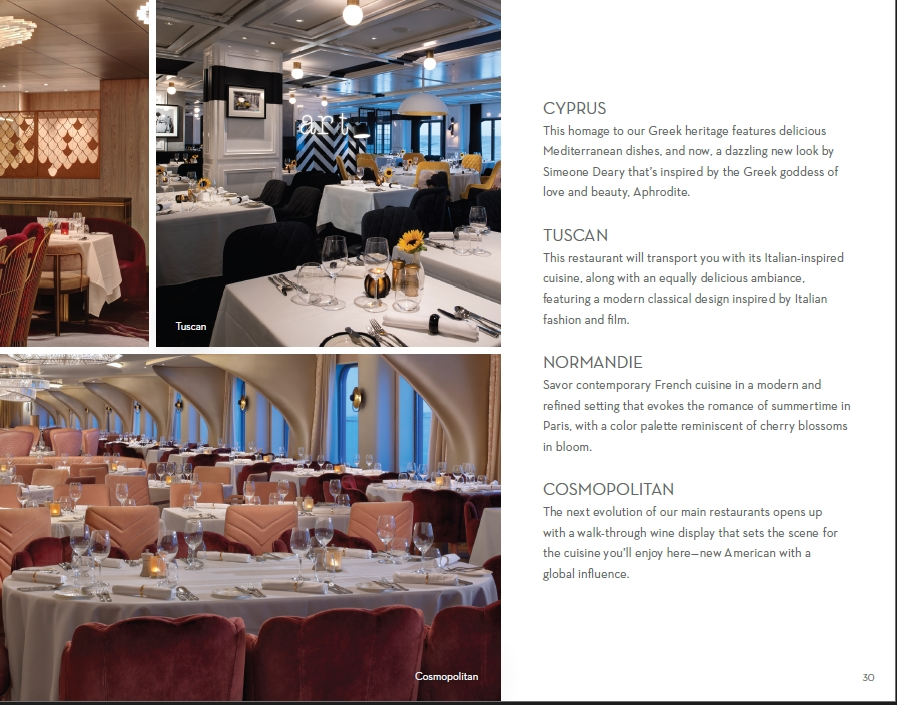 art
Tuscan
Cosmopolitan
CYPRUS
This homage to our Greek heritage features delicious
Mediterranean dishes, and now, a dazzling new look by
Simeone Deary that's inspired by the Greek goddess of
love and beauty, Aphrodite.
TUSCAN
This restaurant will transport you with its Italian-inspired
cuisine, along with an equally delicious ambiance,
featuring a modern classical design inspired by Italian
fashion and film.
NORMANDIE
Savor contemporary French cuisine in a modern and
refined setting that evokes the romance of summertime in
Paris, with a color palette reminiscent of cherry blossoms
in bloom.
COSMOPOLITAN
The next evolution of our main restaurants opens up
with a walk-through wine display that sets the scene for
the cuisine you'll enjoy here—new American with a
global influence.
30